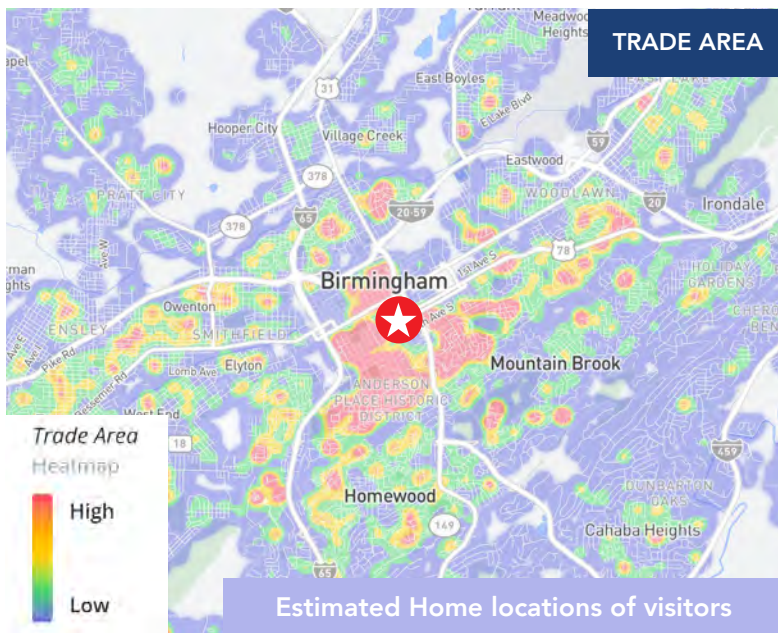 TRADE AREA
Meadwood
Heights
East Boyles
E Lake Blvd
31
Hooper City
Village Creek
378
59
Eastwood
WOODLAWN
20
Irondale
PRATT CITY
378
65
20-59
78
1st Ave S
Birmingham
HOLIDAY
GARDENS
Ave W
Owenton
ENSLEY
SMITHFIELD
Pike Rd
Elyton
Lomb Ave
Bessemer Rd
West End
Mountain Brook
ANDERSON
PLACE HISTORIC
DISTRICT
18
459
DUNBARTON
OAKS
Homewood
149
Cahaba Heights
65
Trade Area
Heatmap
High
Low
Estimated Home locations of visitors